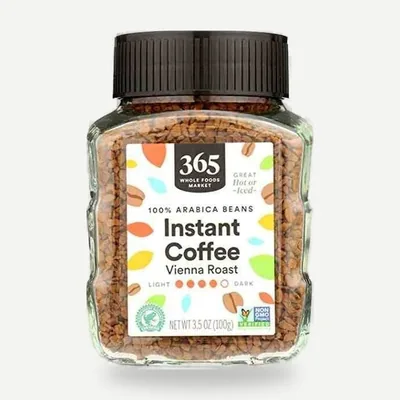 365
WHOLE FOODS
MARKET
GREAT
Hot or
~Iced~
100% ARABICA BEANS
Instant
Coffee
Vienna Roast
LIGHT DARK
NET WT 3.5 OZ (100g)
NON
GMO
VERIFIED